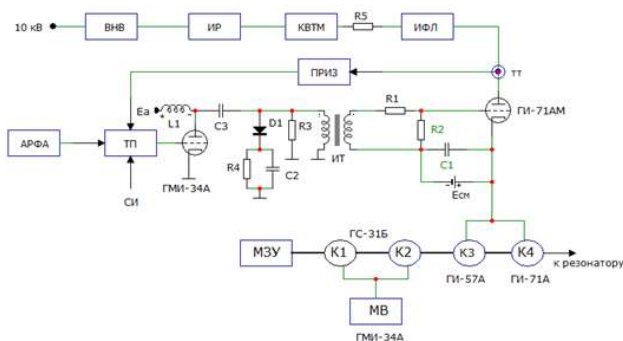 10 кВ
ВНВ
ИР
КВТМ
R5
ИФЛ
ПРИЗ
ТТ
Еа
+ -
L1
C3
D1
R3
R1
R2
ГИ-71АМ
АРФА
ТП
R4
C2
ИТ
C1
ГМИ-34А
- +
Есм
СИ
ГС-31Б
МЗУ
К1
К2
К3
К4
к резонатору
ГИ-57А
ГИ-71А
МВ
ГМИ-34А